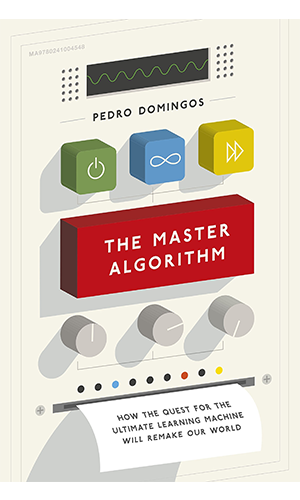 MA9780241004548
PEDRO DOMINGOS
THE MASTER
ALGORITHM
HOW THE QUEST FOR THE
ULTIMATE LEARNING MACHINE
WILL REMAKE OUR WORLD